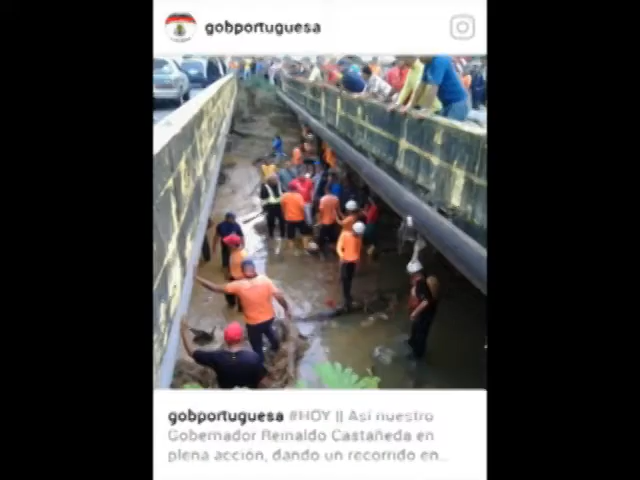 gobportuguesa
gobportuguesa #HOY || Así nuestro
Gobernador Reinaldo Castañeda en
plena acción, dando un recorrido en...